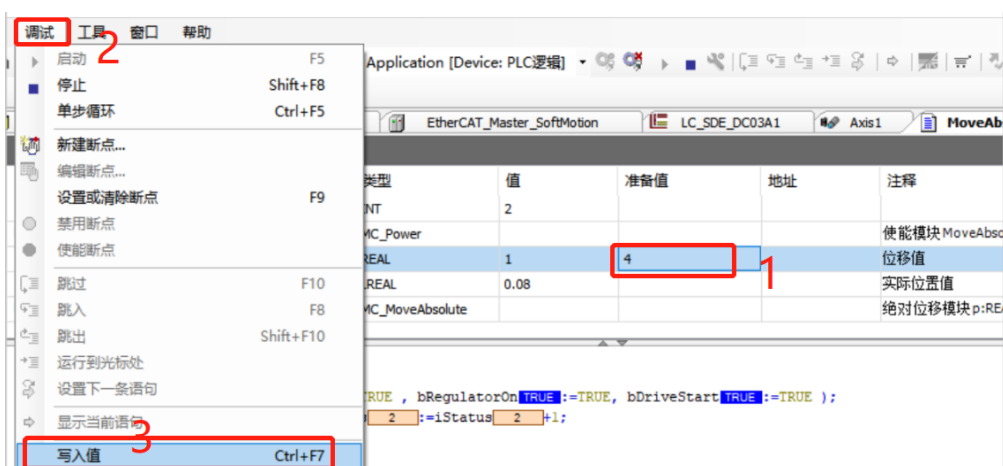 调试 工具 窗口 帮助 2
启动 F5
Application [Device: PLC逻辑]
停止 Shift+F8
单步循环 Ctrl+F5
EtherCAT_Master_SoftMotion LC_SDE_DC03A1 Axis1 MoveAb
新建断点...
编辑断点...
类型 值 准备值 地址 注释
设置或清除断点 F9
INT 2
禁用断点
MC_Power 使能模块MoveAbso
使能断点
REAL 1 4 位移值 1
跳过 F10
LREAL 0.08 实际位置值
跳入 F8
MC_MoveAbsolute 绝对位移模块p:REA
跳出 Shift+F10
运行到光标处
设置下一条语句
TRUE , bRegulatorOn TRUE :=TRUE, bDriveStart TRUE :=TRUE );
显示当前语句
2 :=iStatus 2 +1;
3
写入值 Ctrl+F7